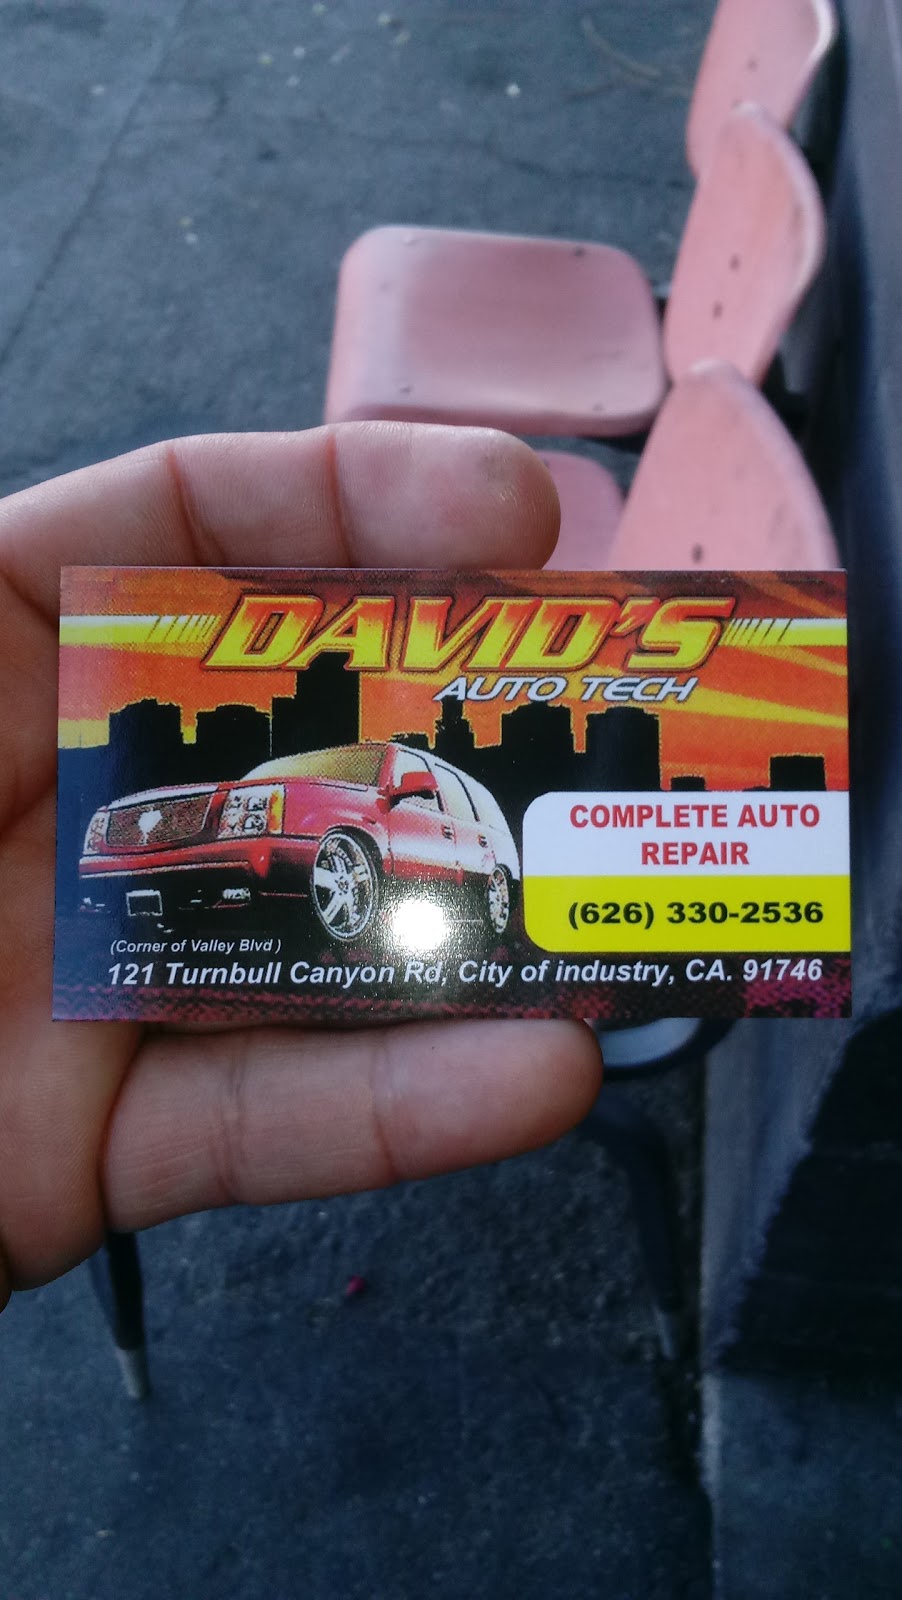 DAVID'S
AUTO TECH
COMPLETE AUTO
REPAIR
(626) 330-2536
(Corner of Valley Blvd )
121 Turnbull Canyon Rd, City of industry, CA. 91746